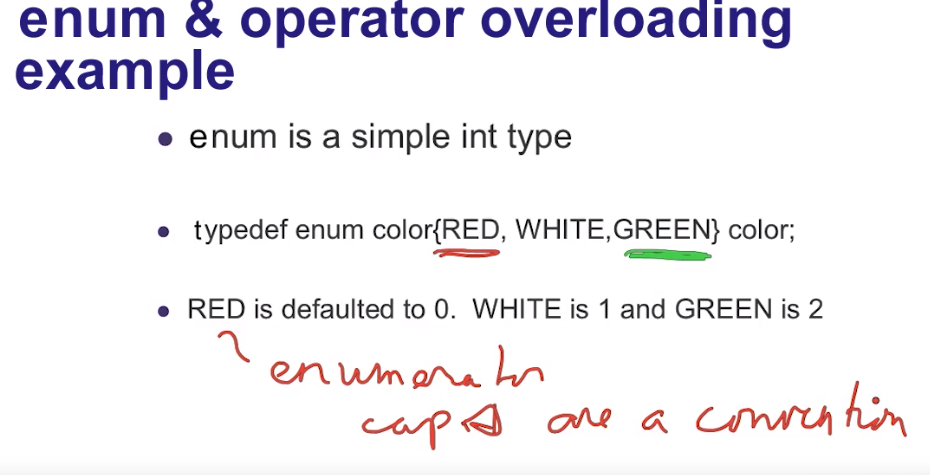 enum & operator overloading
example
• enum is a simple int type
• typedef enum color{RED, WHITE,GREEN} color;
• RED is defaulted to 0.  WHITE is 1 and GREEN is 2
enumerator
caps are a convention